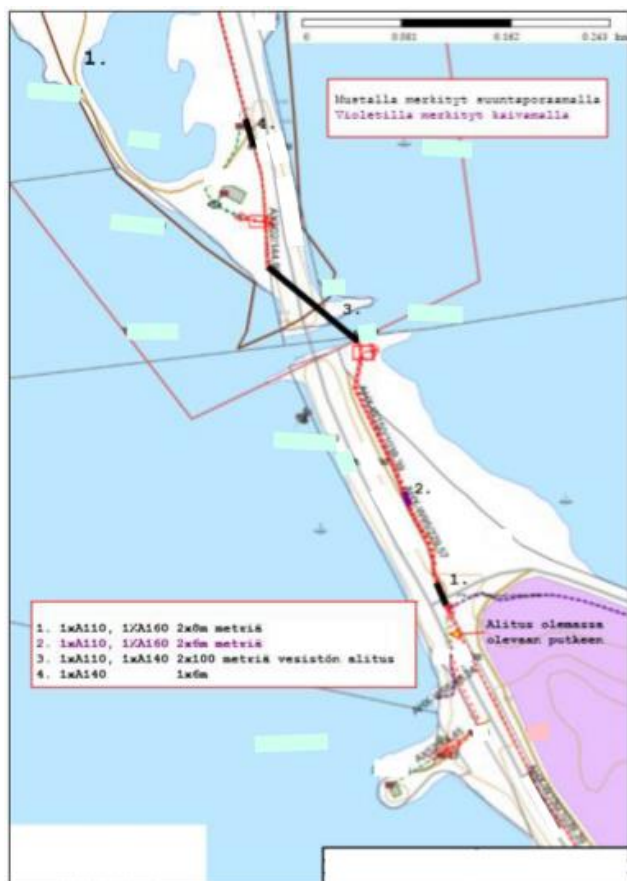 0 0.081 0.162 0.243
1.
Mustalla merkityt suuntaporaamalla
Violetilla merkityt kaivamalla
4.
3.
2.
1.
Alitus olemassa
olevaan putkeen
1. 1xA110, 1XA160 2x8m metriä
2. 1xA110, 1XA160 2x6m metriä
3. 1xA110, 1xA140 2x100 metriä vesistön alitus
4. 1xA140 1x6m